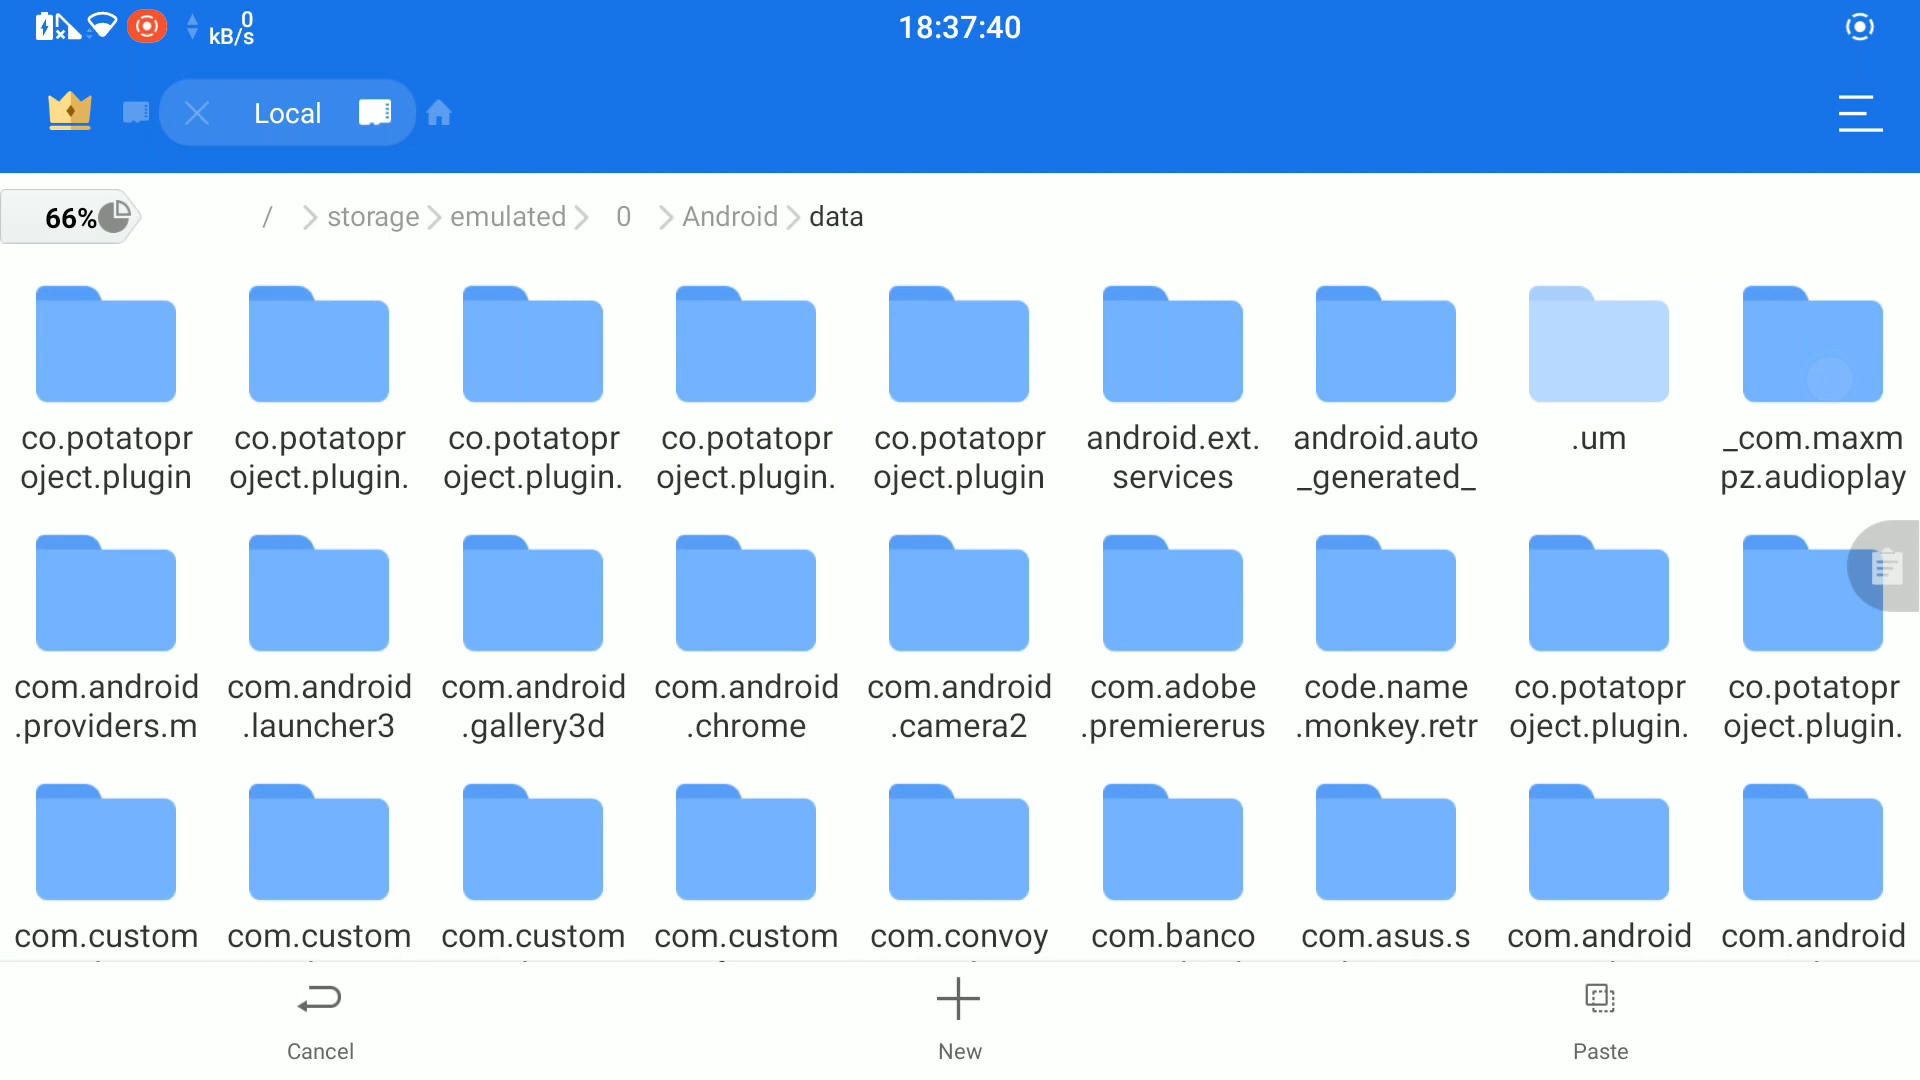 0
kB/s
18:37:40
Local
66%
/ storage emulated 0 Android data
co.potatopr
oject.plugin
co.potatopr
oject.plugin.
co.potatopr
oject.plugin.
co.potatopr
oject.plugin.
co.potatopr
oject.plugin
android.ext.
services
android.auto
_generated_
.um
_com.maxm
pz.audioplay
com.android
.providers.m
com.android
.launcher3
com.android
.gallery3d
com.android
.chrome
com.android
.camera2
com.adobe
.premiererus
code.name
.monkey.retr
co.potatopr
oject.plugin.
co.potatopr
oject.plugin.
com.custom
com.custom
com.custom
com.custom
com.convoy
com.banco
com.asus.s
com.android
com.android
Cancel
New
Paste